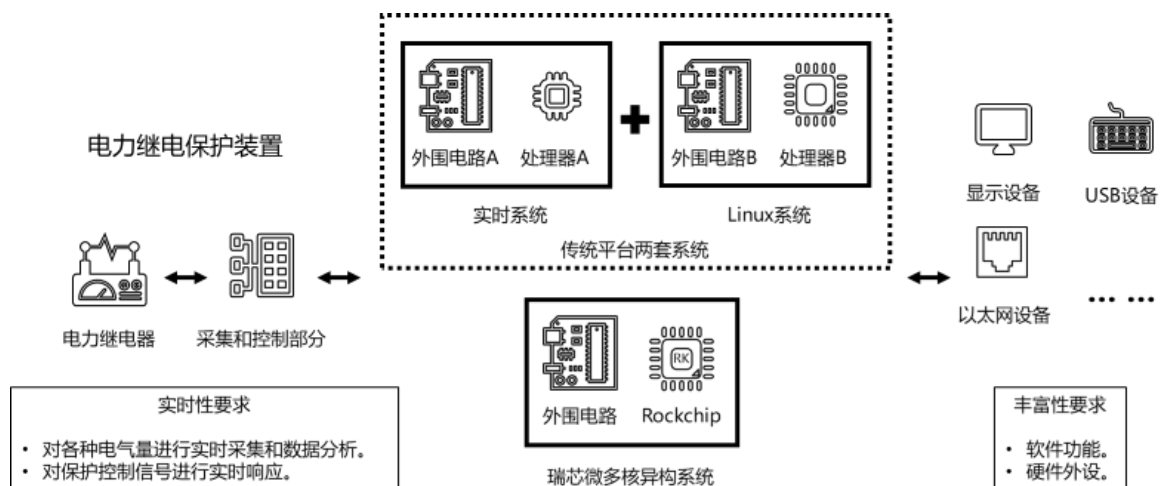 电力继电保护装置
外围电路A
处理器A
外围电路B
处理器B
实时系统
Linux系统
传统平台两套系统
电力继电器
采集和控制部分
显示设备
USB设备
以太网设备
... ...
RK
外围电路
Rockchip
瑞芯微多核异构系统
实时性要求
• 对各种电气量进行实时采集和数据分析。
• 对保护控制信号进行实时响应。
丰富性要求
• 软件功能。
• 硬件外设。